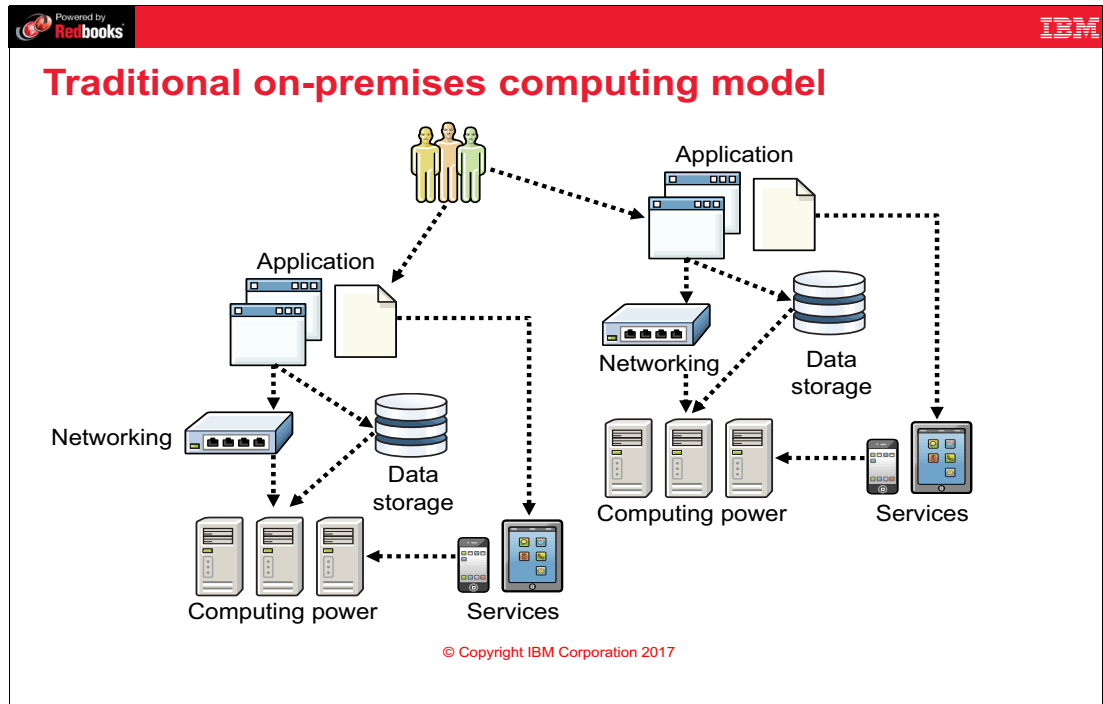 Powered by
Redbooks
IBM
Traditional on-premises computing model
Application
Application
Networking
Data
storage
Networking
Data
storage
Computing power
Services
Computing power
Services
© Copyright IBM Corporation 2017